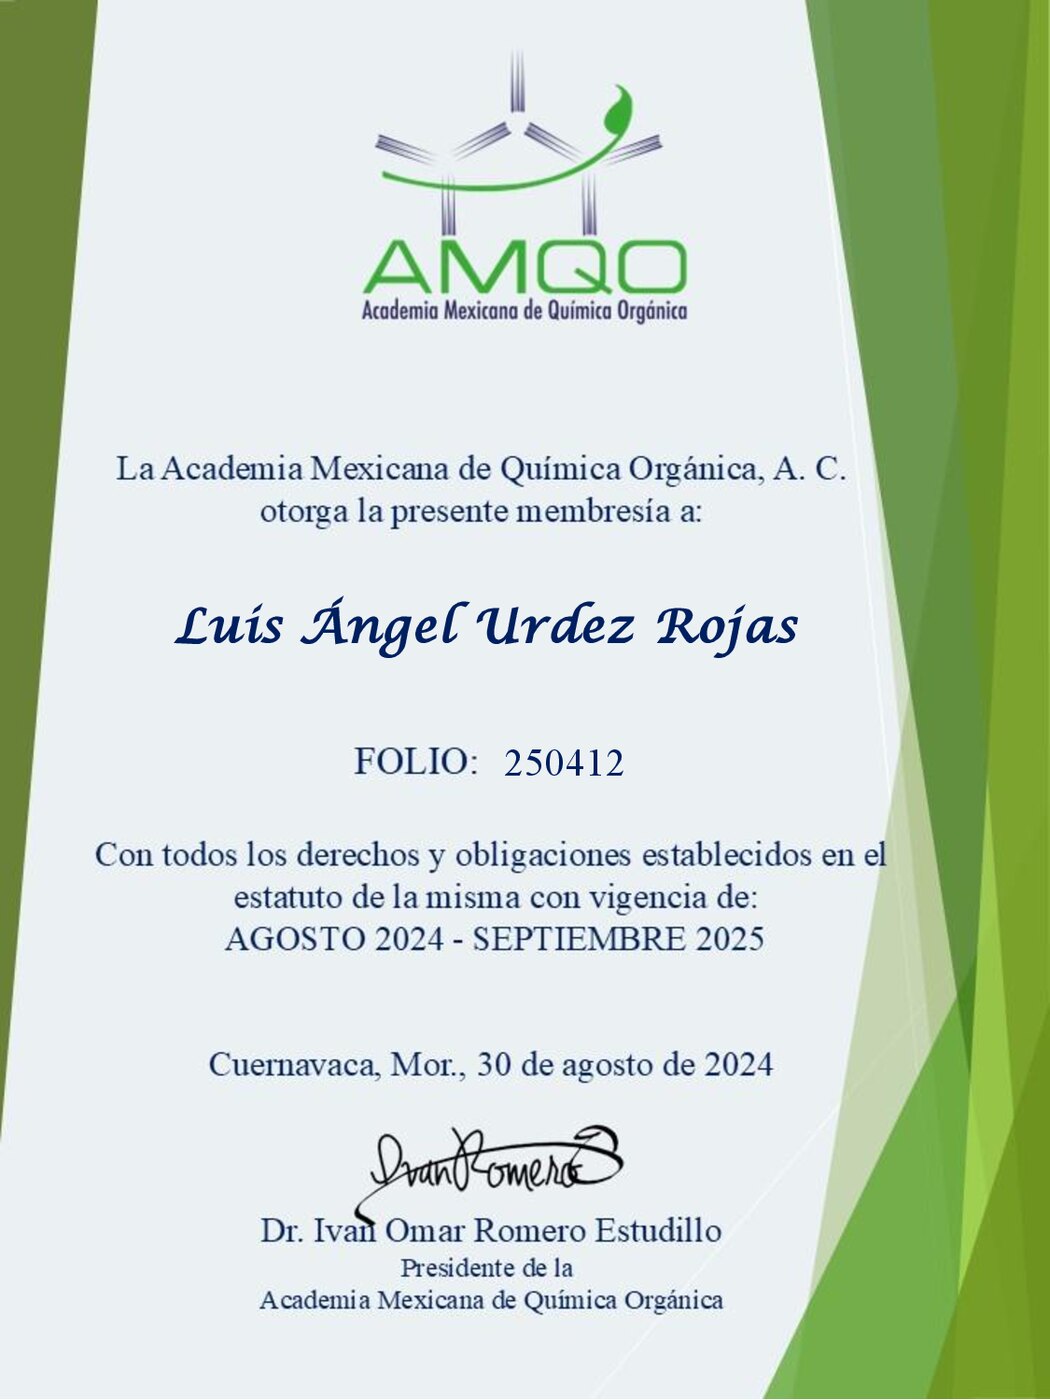 AMQO
Academia Mexicana de Química Orgánica
La Academia Mexicana de Química Orgánica, A. C.
otorga la presente membresía a:
Luis Ángel Urdez Rojas
FOLIO: 250412
Con todos los derechos y obligaciones establecidos en el
estatuto de la misma con vigencia de:
AGOSTO 2024 - SEPTIEMBRE 2025
Cuernavaca, Mor., 30 de agosto de 2024
Ivan Romero
Dr. Ivan Omar Romero Estudillo
Presidente de la
Academia Mexicana de Química Orgánica